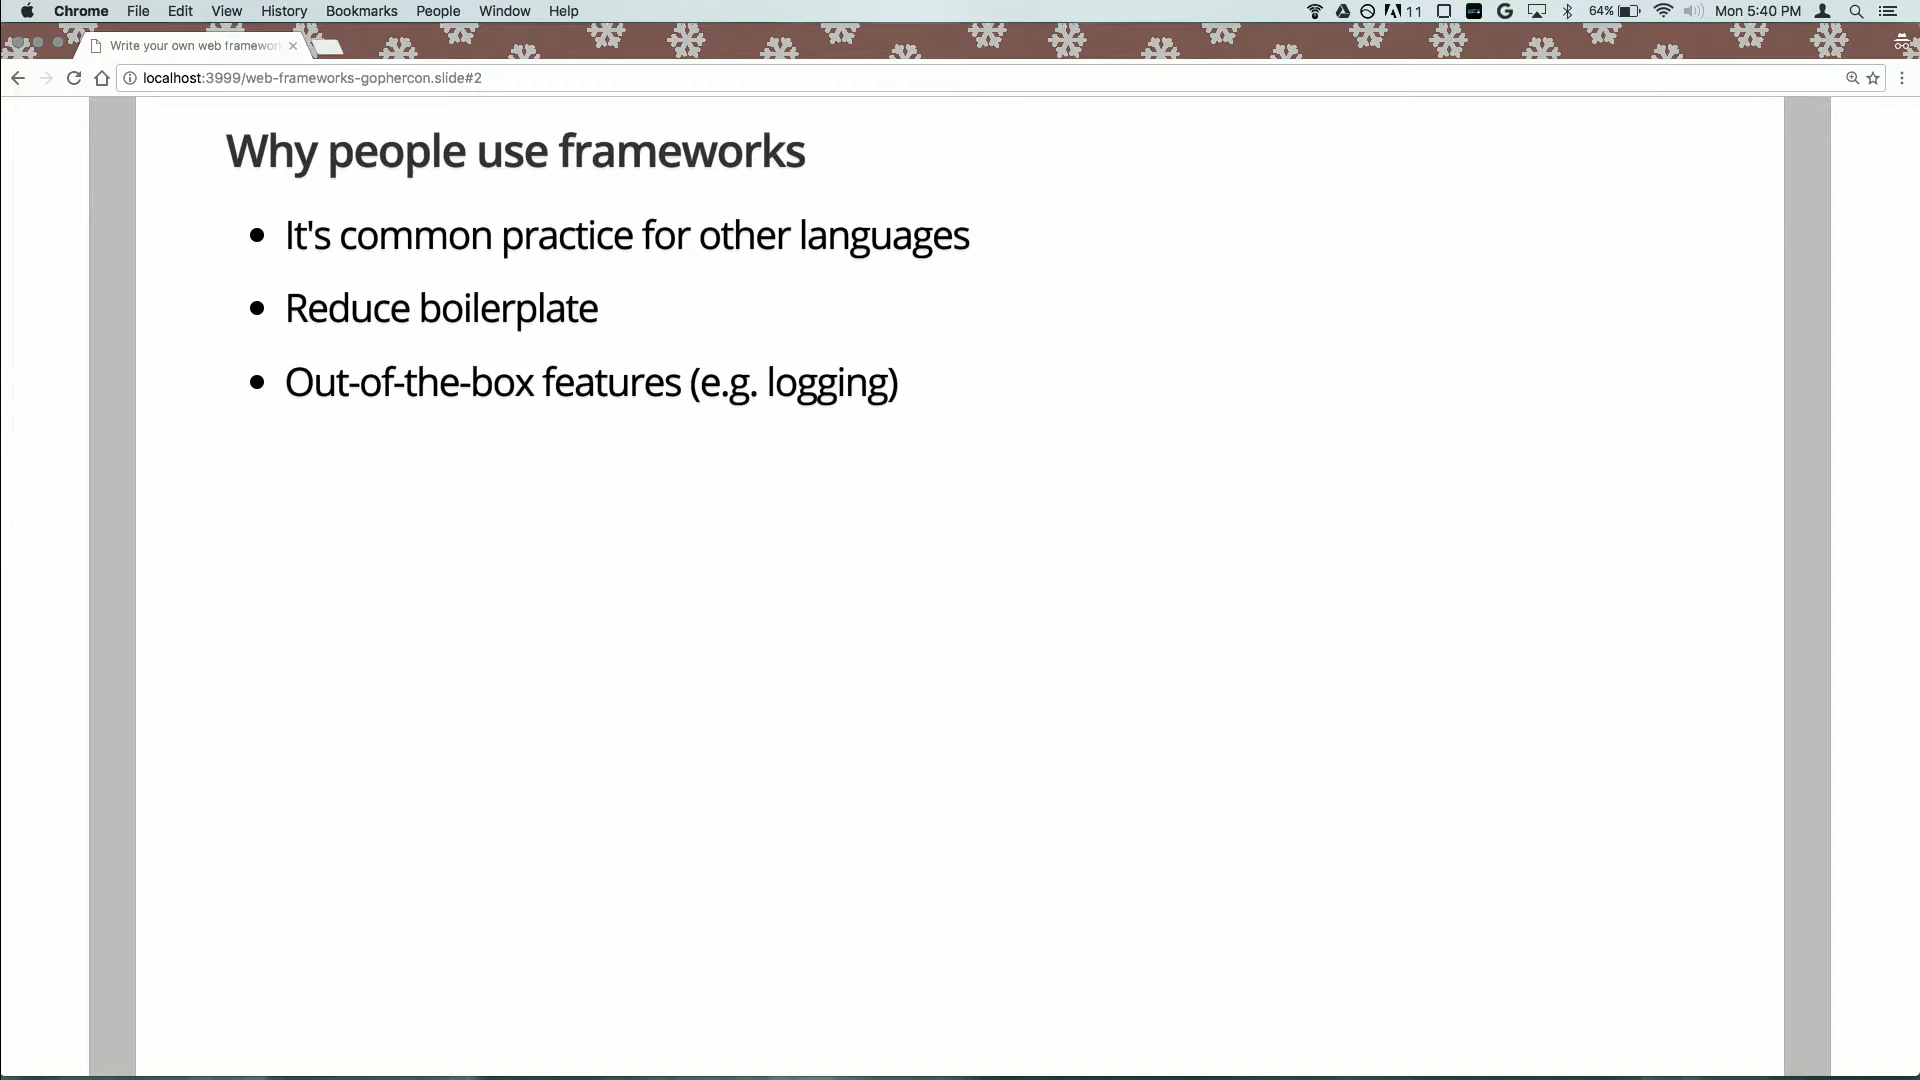 Chrome File Edit View History Bookmarks People Window Help 11 64% Mon 5:40 PM
Write your own web framewor
localhost:3999/web-frameworks-gophercon.slide#2
Why people use frameworks
• It's common practice for other languages
• Reduce boilerplate
• Out-of-the-box features (e.g. logging)